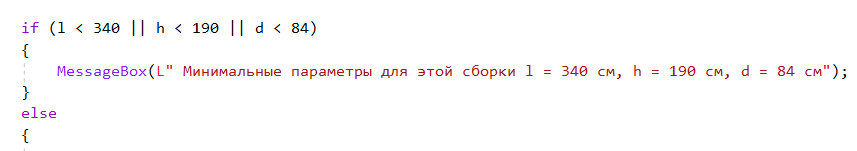 if (l < 340 || h < 190 || d < 84)
{
MessageBox(L" Минимальные параметры для этой сборки l = 340 см, h = 190 см, d = 84 см");
}
else
{